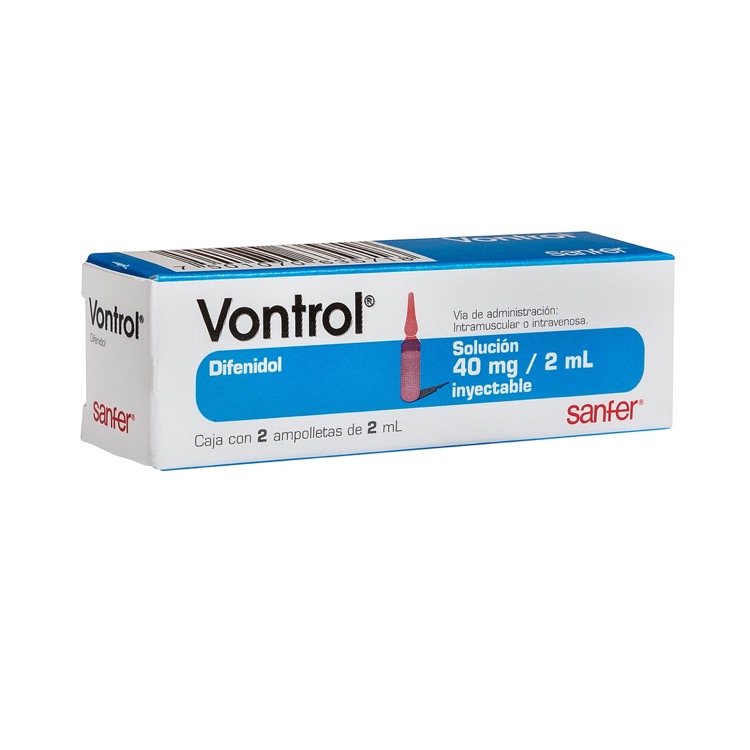 Vontrol
sanfer
Vontrol®
Difenidol
sanfer®
Vontrol®
Vía de administración:
Intramuscular o intravenosa.
Difenidol
Solución
40 mg / 2 mL
inyectable
Caja con 2 ampolletas de 2 mL
sanfer®